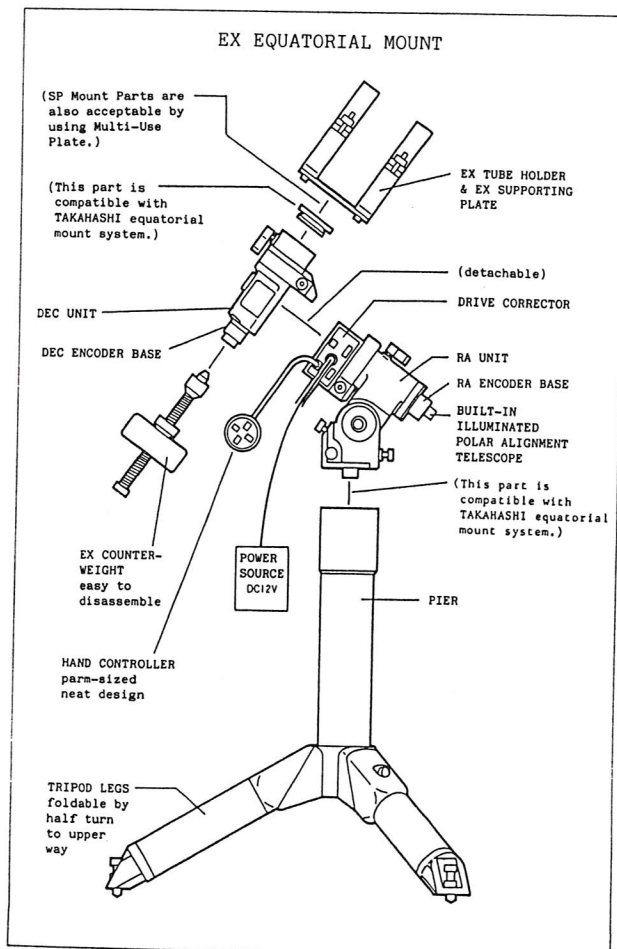 EX EQUATORIAL MOUNT
(SP Mount Parts are
also acceptable by
using Multi-Use
Plate.)
(This part is
compatible with
TAKAHASHI equatorial
mount system.)
EX TUBE HOLDER
& EX SUPPORTING
PLATE
(detachable)
DEC UNIT
DRIVE CORRECTOR
DEC ENCODER BASE
RA UNIT
RA ENCODER BASE
BUILT-IN
ILLUMINATED
POLAR ALIGNMENT
TELESCOPE
(This part is
compatible with
TAKAHASHI equatorial
mount system.)
EX COUNTER-
WEIGHT
easy to
disassemble
POWER
SOURCE
DC12V
PIER
HAND CONTROLLER
parm-sized
neat design
TRIPOD LEGS
foldable by
half turn
to upper
way